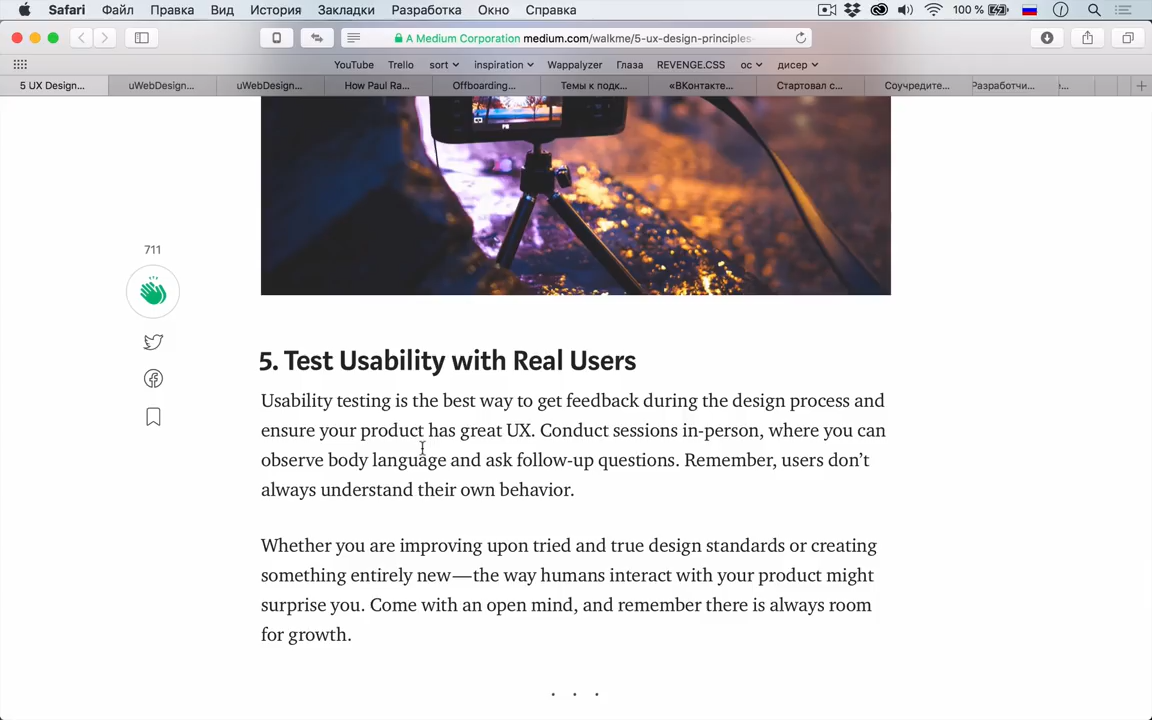 Safari Файл Правка Вид История Закладки Разработка Окно Справка 100 %
A Medium Corporation medium.com/walkme/5-ux-design-principles-
YouTube Trello sort inspiration Wappalyzer Глаза REVENGE.CSS ос дисер
5 UX Design... uWebDesign... uWebDesign... How Paul Ra... Offboarding... Темы к подк... «ВКонтакте... Стартовал с... Соучредите... Разработчи...
711
5. Test Usability with Real Users
Usability testing is the best way to get feedback during the design process and
ensure your product has great UX. Conduct sessions in-person, where you can
observe body language and ask follow-up questions. Remember, users don’t
always understand their own behavior.
Whether you are improving upon tried and true design standards or creating
something entirely new—the way humans interact with your product might
surprise you. Come with an open mind, and remember there is always room
for growth.
. . .